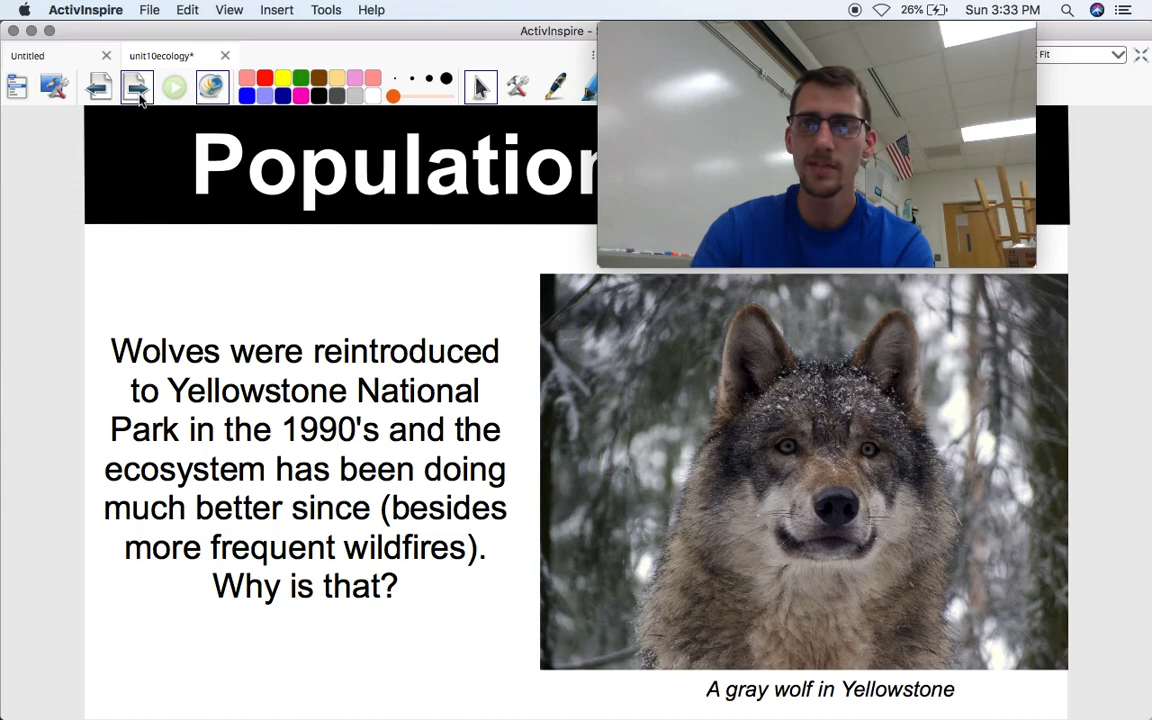 ActivInspire File Edit View Insert Tools Help 26% Sun 3:33 PM
ActivInspire
Untitled unit10ecology* Fit
Population
Wolves were reintroduced
to Yellowstone National
Park in the 1990's and the
ecosystem has been doing
much better since (besides
more frequent wildfires).
Why is that?
A gray wolf in Yellowstone